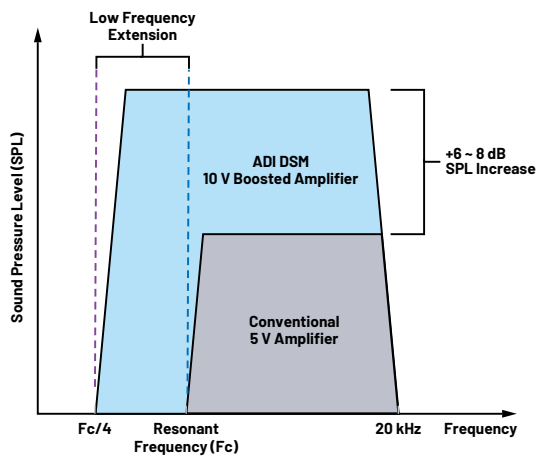 Low Frequency
Extension
Sound Pressure Level (SPL)
ADI DSM
10 V Boosted Amplifier
+6 ~ 8 dB
SPL Increase
Conventional
5 V Amplifier
Fc/4
Resonant
Frequency (Fc)
20 kHz
Frequency